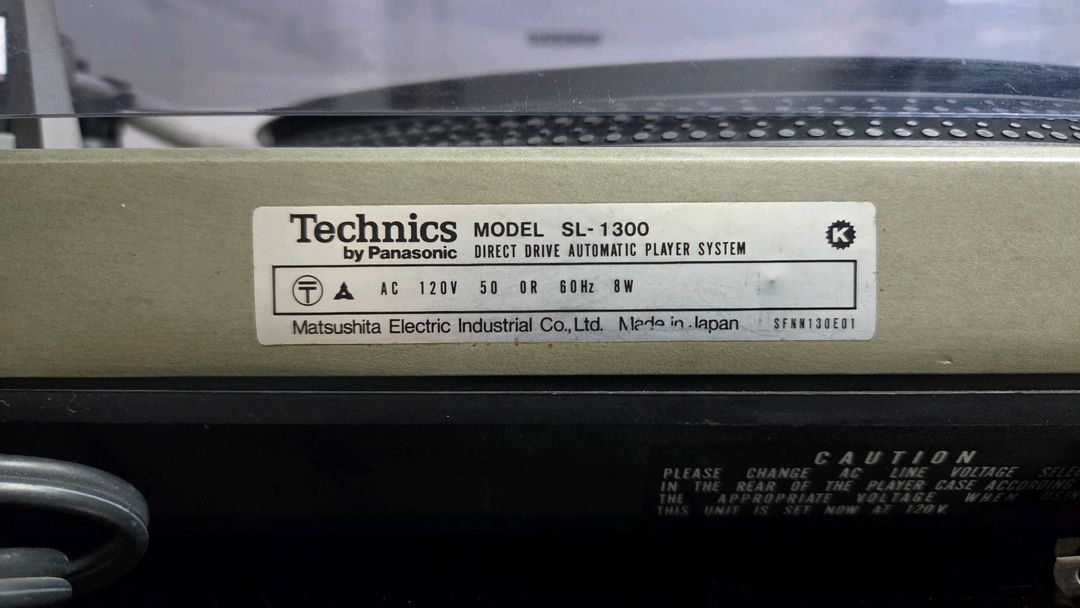 Technics MODEL SL-1300
by Panasonic DIRECT DRIVE AUTOMATIC PLAYER SYSTEM
K
T AC 120V 50 OR 60Hz 8W
Matsushita Electric Industrial Co., Ltd. Made in Japan SFNN130E01
CAUTION
PLEASE CHANGE AC LINE VOLTAGE
IN THE REAR OF THE PLAYER CASE ACCORDING
THE APPROPRIATE VOLTAGE WHEN
THIS UNIT IS SET NOW AT 120V.